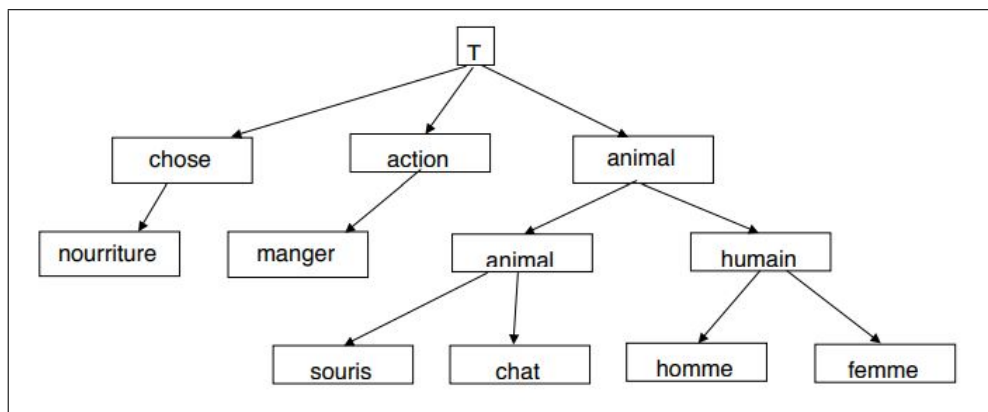 T
chose
action
animal
nourriture
manger
animal
humain
souris
chat
homme
femme